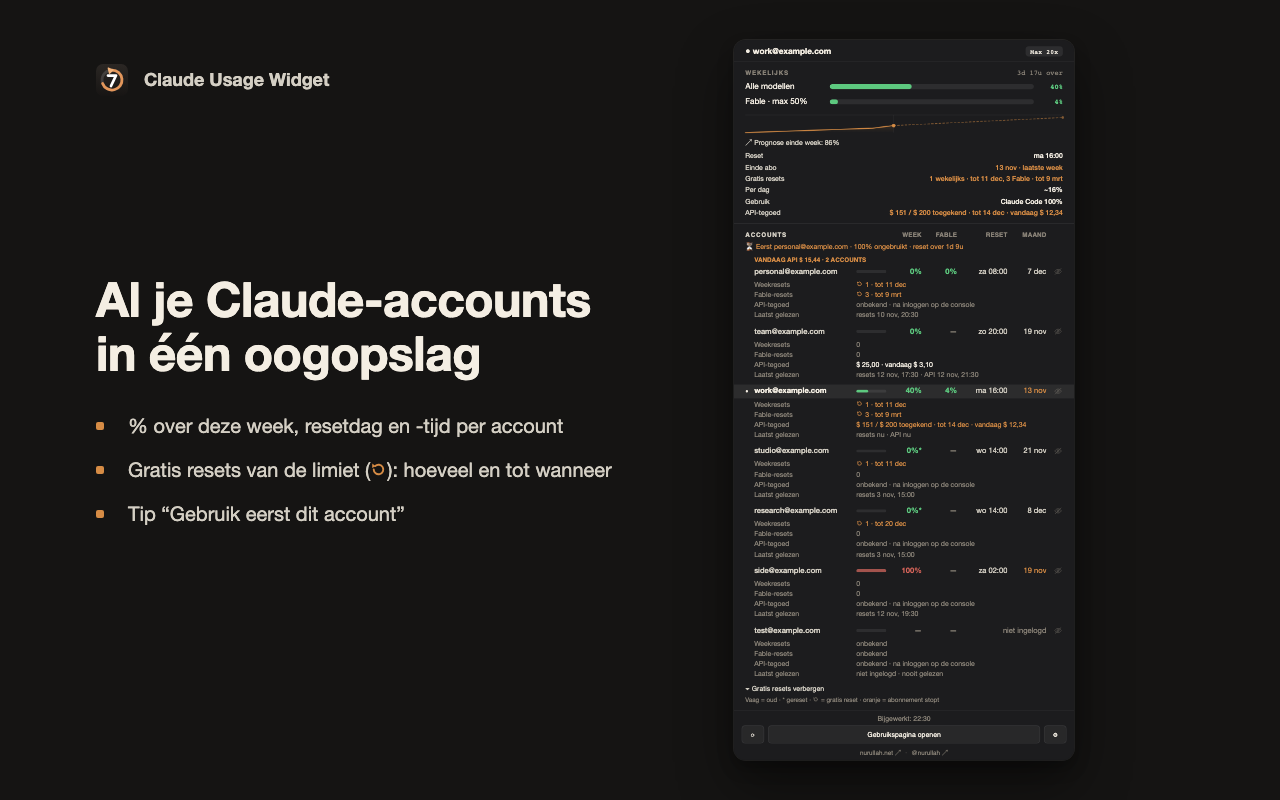 7 Claude Usage Widget
Al je Claude-accounts
in één oogopslag
% over deze week, resetdag en -tijd per account
Gratis resets van de limiet (): hoeveel en tot wanneer
Tip “Gebruik eerst dit account”
work@example.com Max 20x
WEKELIJKS 3d 17u over
Alle modellen 40%
Fable · max 50% 4%
Prognose einde week: 86%
Reset ma 16:00
Einde abo 13 nov · laatste week
Gratis resets 1 wekelijks · tot 11 dec, 3 Fable · tot 9 mrt
Per dag ~16%
Gebruik Claude Code 100%
API-tegoed $ 151 / $ 200 toegekend · tot 14 dec · vandaag $ 12,34
ACCOUNTS WEEK FABLE RESET MAAND
Eerst personal@example.com · 100% ongebruikt · reset over 1d 9u
VANDAAG API $ 15,44 · 2 ACCOUNTS
personal@example.com 0% 0% za 08:00 7 dec
Weekresets 1 · tot 11 dec
Fable-resets 3 · tot 9 mrt
API-tegoed onbekend · na inloggen op de console
Laatst gelezen resets 10 nov, 20:30
team@example.com 0% — zo 20:00 19 nov
Weekresets 0
Fable-resets 0
API-tegoed $ 25,00 · vandaag $ 3,10
Laatst gelezen resets 12 nov, 17:30 · API 12 nov, 21:30
work@example.com 40% 4% ma 16:00 13 nov
Weekresets 1 · tot 11 dec
Fable-resets 3 · tot 9 mrt
API-tegoed $ 151 / $ 200 toegekend · tot 14 dec · vandaag $ 12,34
Laatst gelezen resets nu · API nu
studio@example.com 0%* — wo 14:00 21 nov
Weekresets 1 · tot 11 dec
Fable-resets 0
API-tegoed onbekend · na inloggen op de console
Laatst gelezen resets 3 nov, 15:00
research@example.com 0%* — wo 14:00 8 dec
Weekresets 1 · tot 20 dec
Fable-resets 0
API-tegoed onbekend · na inloggen op de console
Laatst gelezen resets 3 nov, 15:00
side@example.com 100% — za 02:00 19 nov
Weekresets 0
Fable-resets 0
API-tegoed onbekend · na inloggen op de console
Laatst gelezen resets 12 nov, 19:30
test@example.com — — niet ingelogd
Weekresets onbekend
Fable-resets onbekend
API-tegoed onbekend · na inloggen op de console
Laatst gelezen niet ingelogd · nooit gelezen
Gratis resets verbergen
Vaag = oud · * gereset · = gratis reset · oranje = abonnement stopt
Bijgewerkt: 22:30
Gebruikspagina openen
nurullah.net ↗ · @nurullah ↗